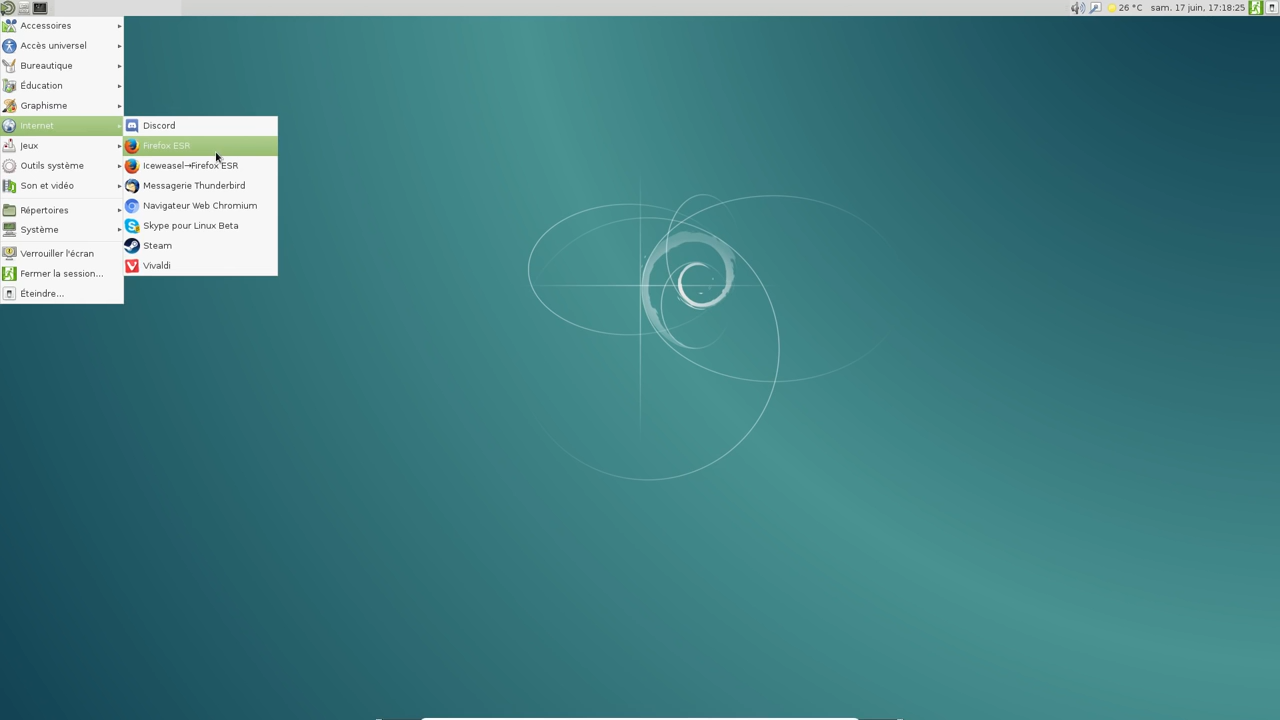 26 °C sam. 17 juin, 17:18:25
Accessoires
Accès universel
Bureautique
Éducation
Graphisme
Internet
Jeux
Outils système
Son et vidéo
Répertoires
Système
Verrouiller l'écran
Fermer la session...
Éteindre...
Discord
Firefox ESR
Iceweasel→Firefox ESR
Messagerie Thunderbird
Navigateur Web Chromium
Skype pour Linux Beta
Steam
Vivaldi